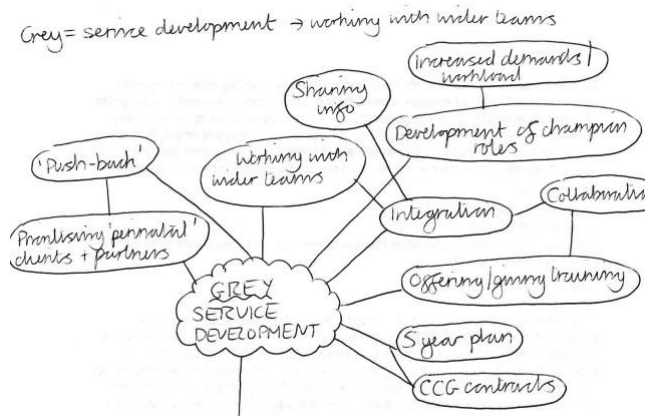 Grey = service development → working with wider teams
Increased demands/
workload
Sharing
info
Development of champion
roles
'Push-back'
Working with
wider teams
Integration
Collaborati
Prioritising 'perinatal'
clients + partners
Offering/giving training
GREY
SERVICE
DEVELOPMENT
5 year plan
CCG contracts